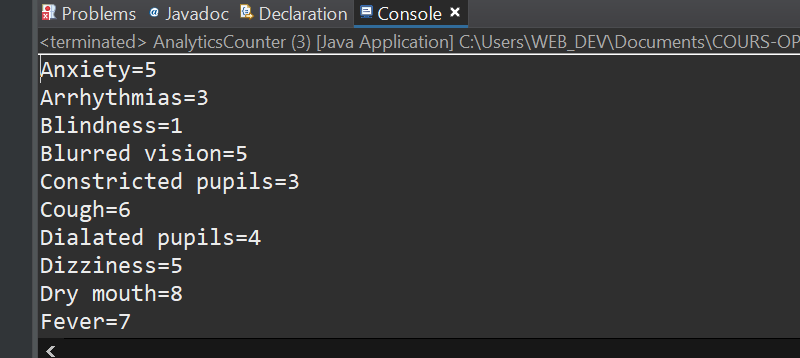 Problems Javadoc Declaration Console
<terminated> AnalyticsCounter (3) [Java Application] C:\Users\WEB_DEV\Documents\COURS-OP
Anxiety=5
Arrhythmias=3
Blindness=1
Blurred vision=5
Constricted pupils=3
Cough=6
Dialated pupils=4
Dizziness=5
Dry mouth=8
Fever=7